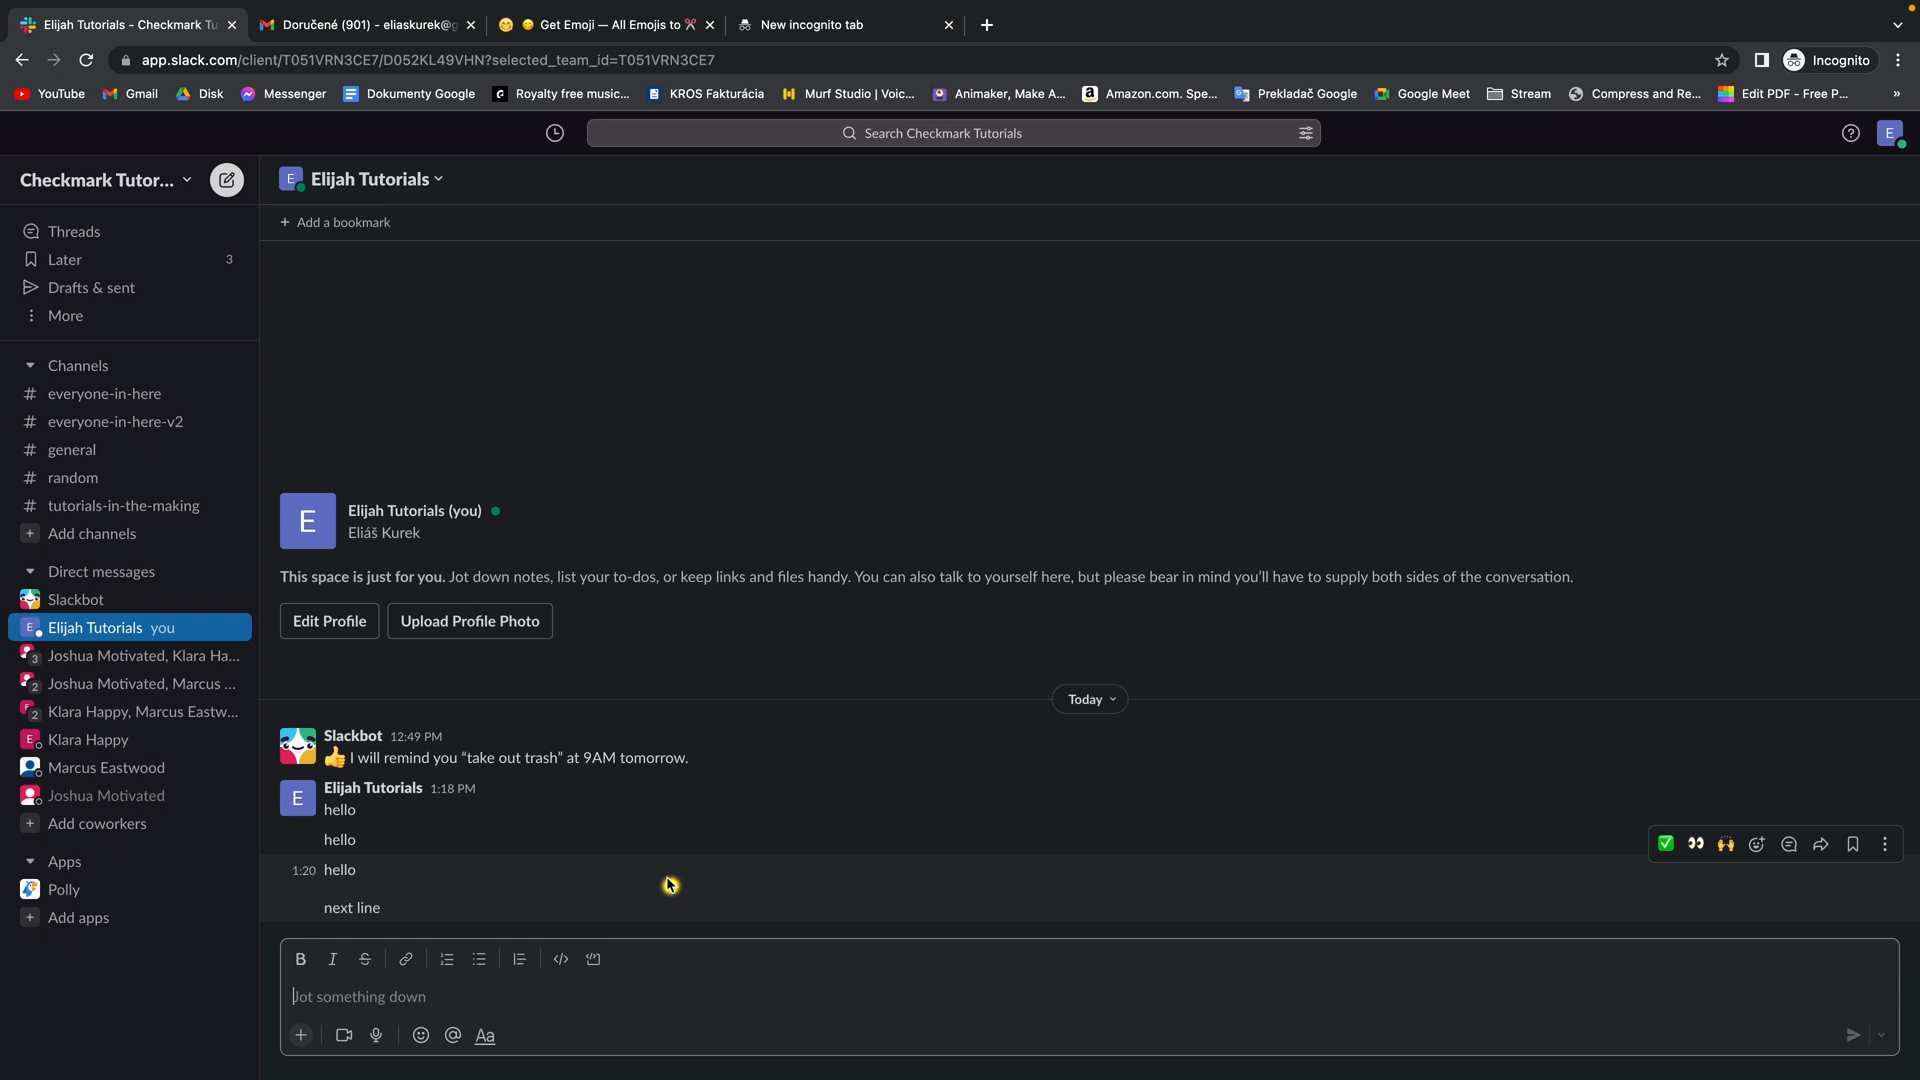 Elijah Tutorials - Checkmark Tu
Doručené (901) - eliaskurek@g
Get Emoji — All Emojis to
New incognito tab
app.slack.com/client/T051VRN3CE7/D052KL49VHN?selected_team_id=T051VRN3CE7
Incognito
YouTube
Gmail
Disk
Messenger
Dokumenty Google
Royalty free music...
KROS Fakturácia
Murf Studio | Voic...
Animaker, Make A...
Amazon.com. Spe...
Prekladač Google
Google Meet
Stream
Compress and Re...
Edit PDF - Free P...
»
Search Checkmark Tutorials
E
Checkmark Tutor...
E
Elijah Tutorials
+ Add a bookmark
Threads
Later 3
Drafts & sent
More
Channels
# everyone-in-here
# everyone-in-here-v2
# general
# random
# tutorials-in-the-making
+ Add channels
Direct messages
Slackbot
E Elijah Tutorials you
3 Joshua Motivated, Klara Ha...
2 Joshua Motivated, Marcus ...
2 Klara Happy, Marcus Eastw...
E Klara Happy
Marcus Eastwood
Joshua Motivated
+ Add coworkers
Apps
Polly
+ Add apps
E
Elijah Tutorials (you)
Eliáš Kurek
This space is just for you. Jot down notes, list your to-dos, or keep links and files handy. You can also talk to yourself here, but please bear in mind you'll have to supply both sides of the conversation.
Edit Profile
Upload Profile Photo
Today
Slackbot 12:49 PM
👍 I will remind you “take out trash” at 9AM tomorrow.
E
Elijah Tutorials 1:18 PM
hello
hello
1:20 hello
next line
B I S
Jot something down
+ @ Aa